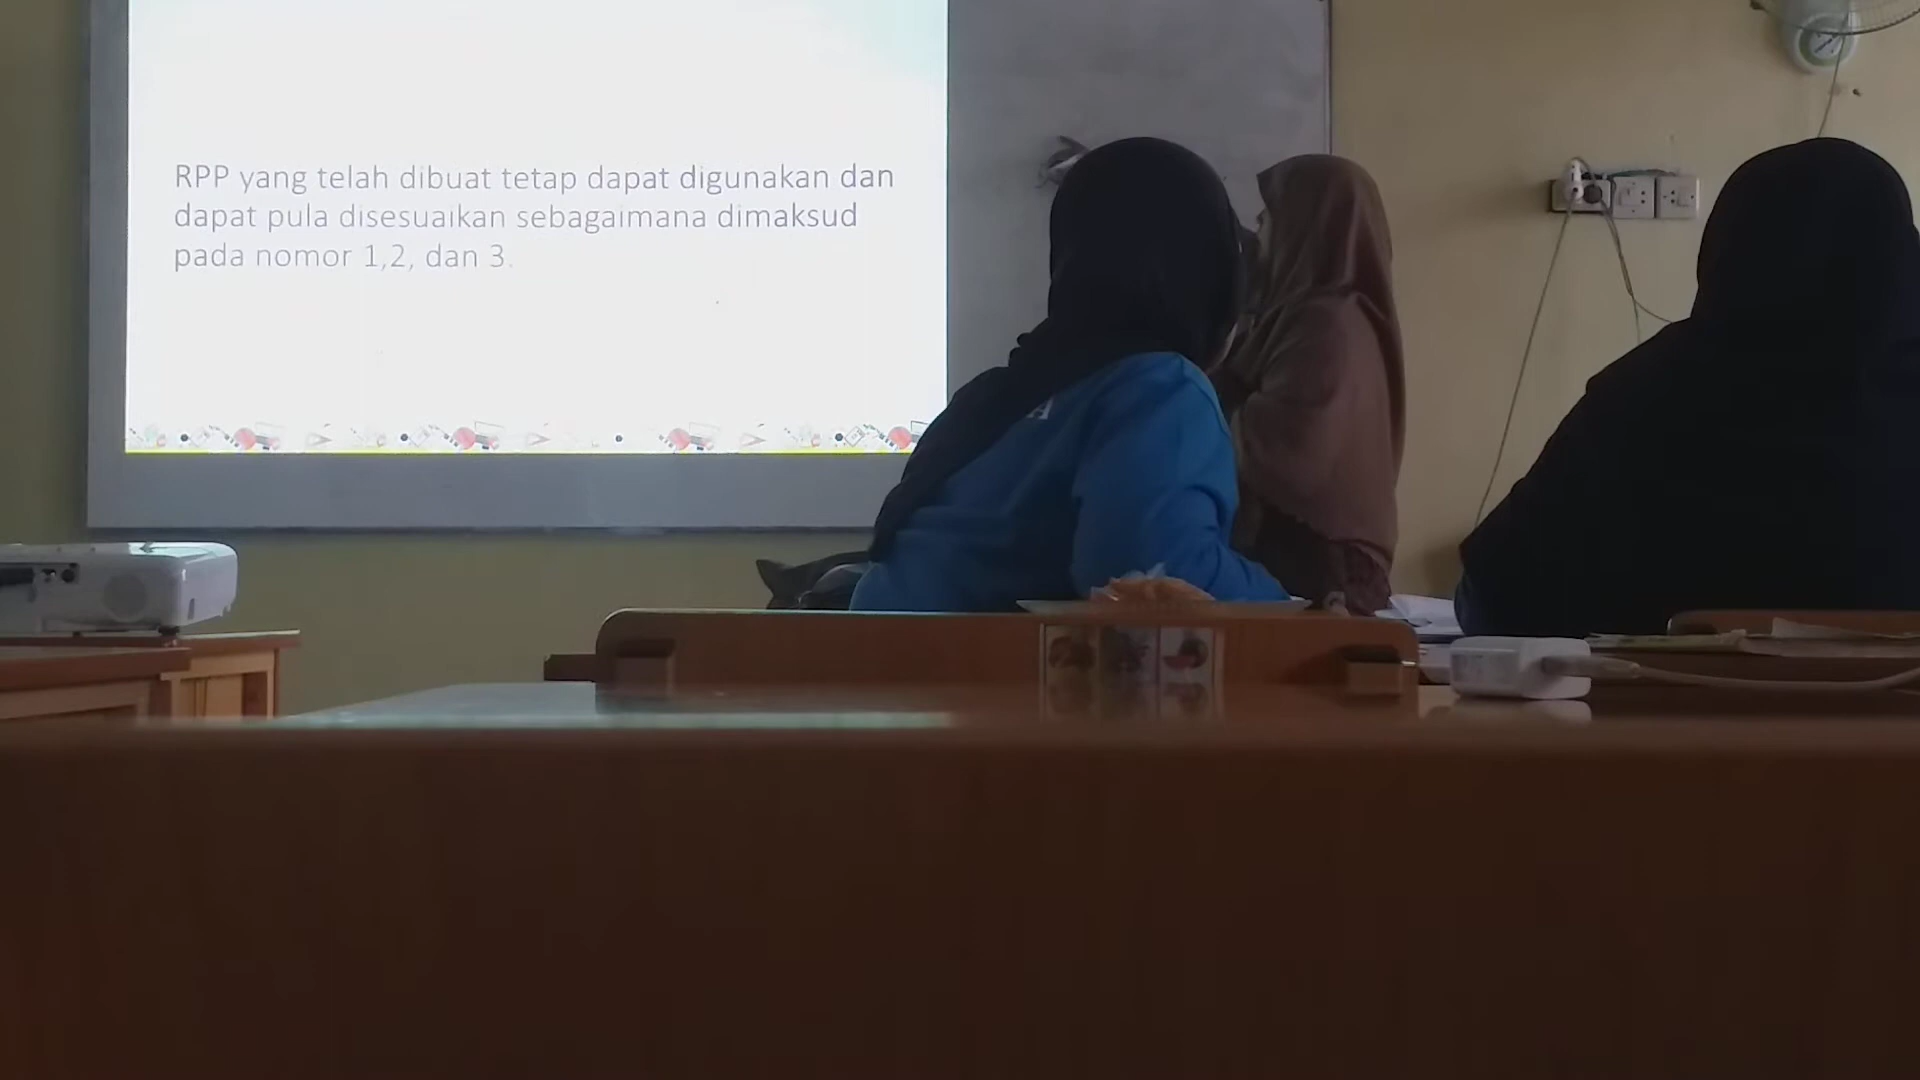 RPP yang telah dibuat tetap dapat digunakan dan
dapat pula disesuaikan sebagaimana dimaksud
pada nomor 1,2, dan 3.
A